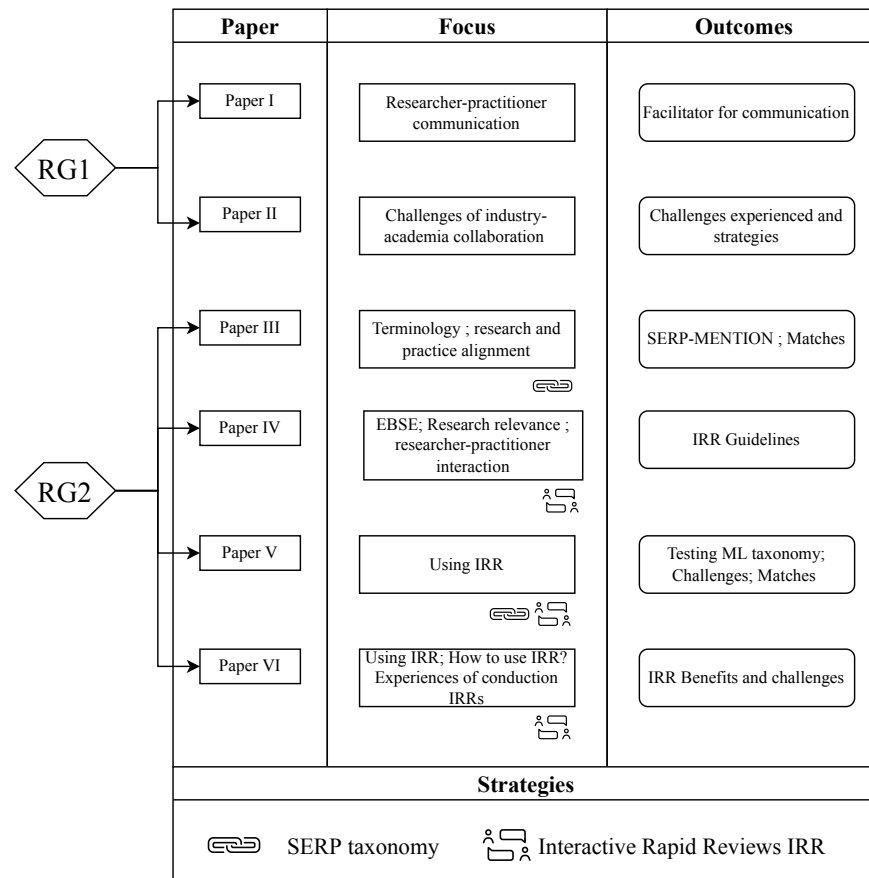 Paper
Focus
Outcomes
RG1
Paper I
Researcher-practitioner
communication
Facilitator for communication
Paper II
Challenges of industry-
academia collaboration
Challenges experienced and
strategies
RG2
Paper III
Terminology ; research and
practice alignment
SERP-MENTION ; Matches
Paper IV
EBSE; Research relevance ;
researcher-practitioner
interaction
IRR Guidelines
Paper V
Using IRR
Testing ML taxonomy;
Challenges; Matches
Paper VI
Using IRR; How to use IRR?
Experiences of conduction
IRRs
IRR Benefits and challenges
Strategies
SERP taxonomy
Interactive Rapid Reviews IRR